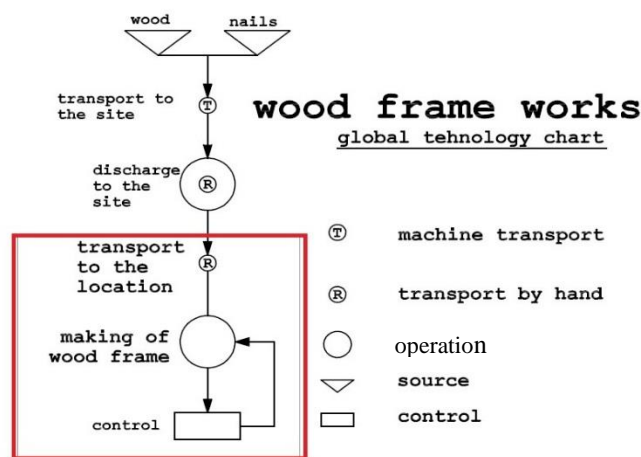 wood
nails
transport to
the site
T
wood frame works
global tehnology chart
discharge
to the
site
R
transport
to the
location
R
making of
wood frame
control
T machine transport
R transport by hand
operation
source
control